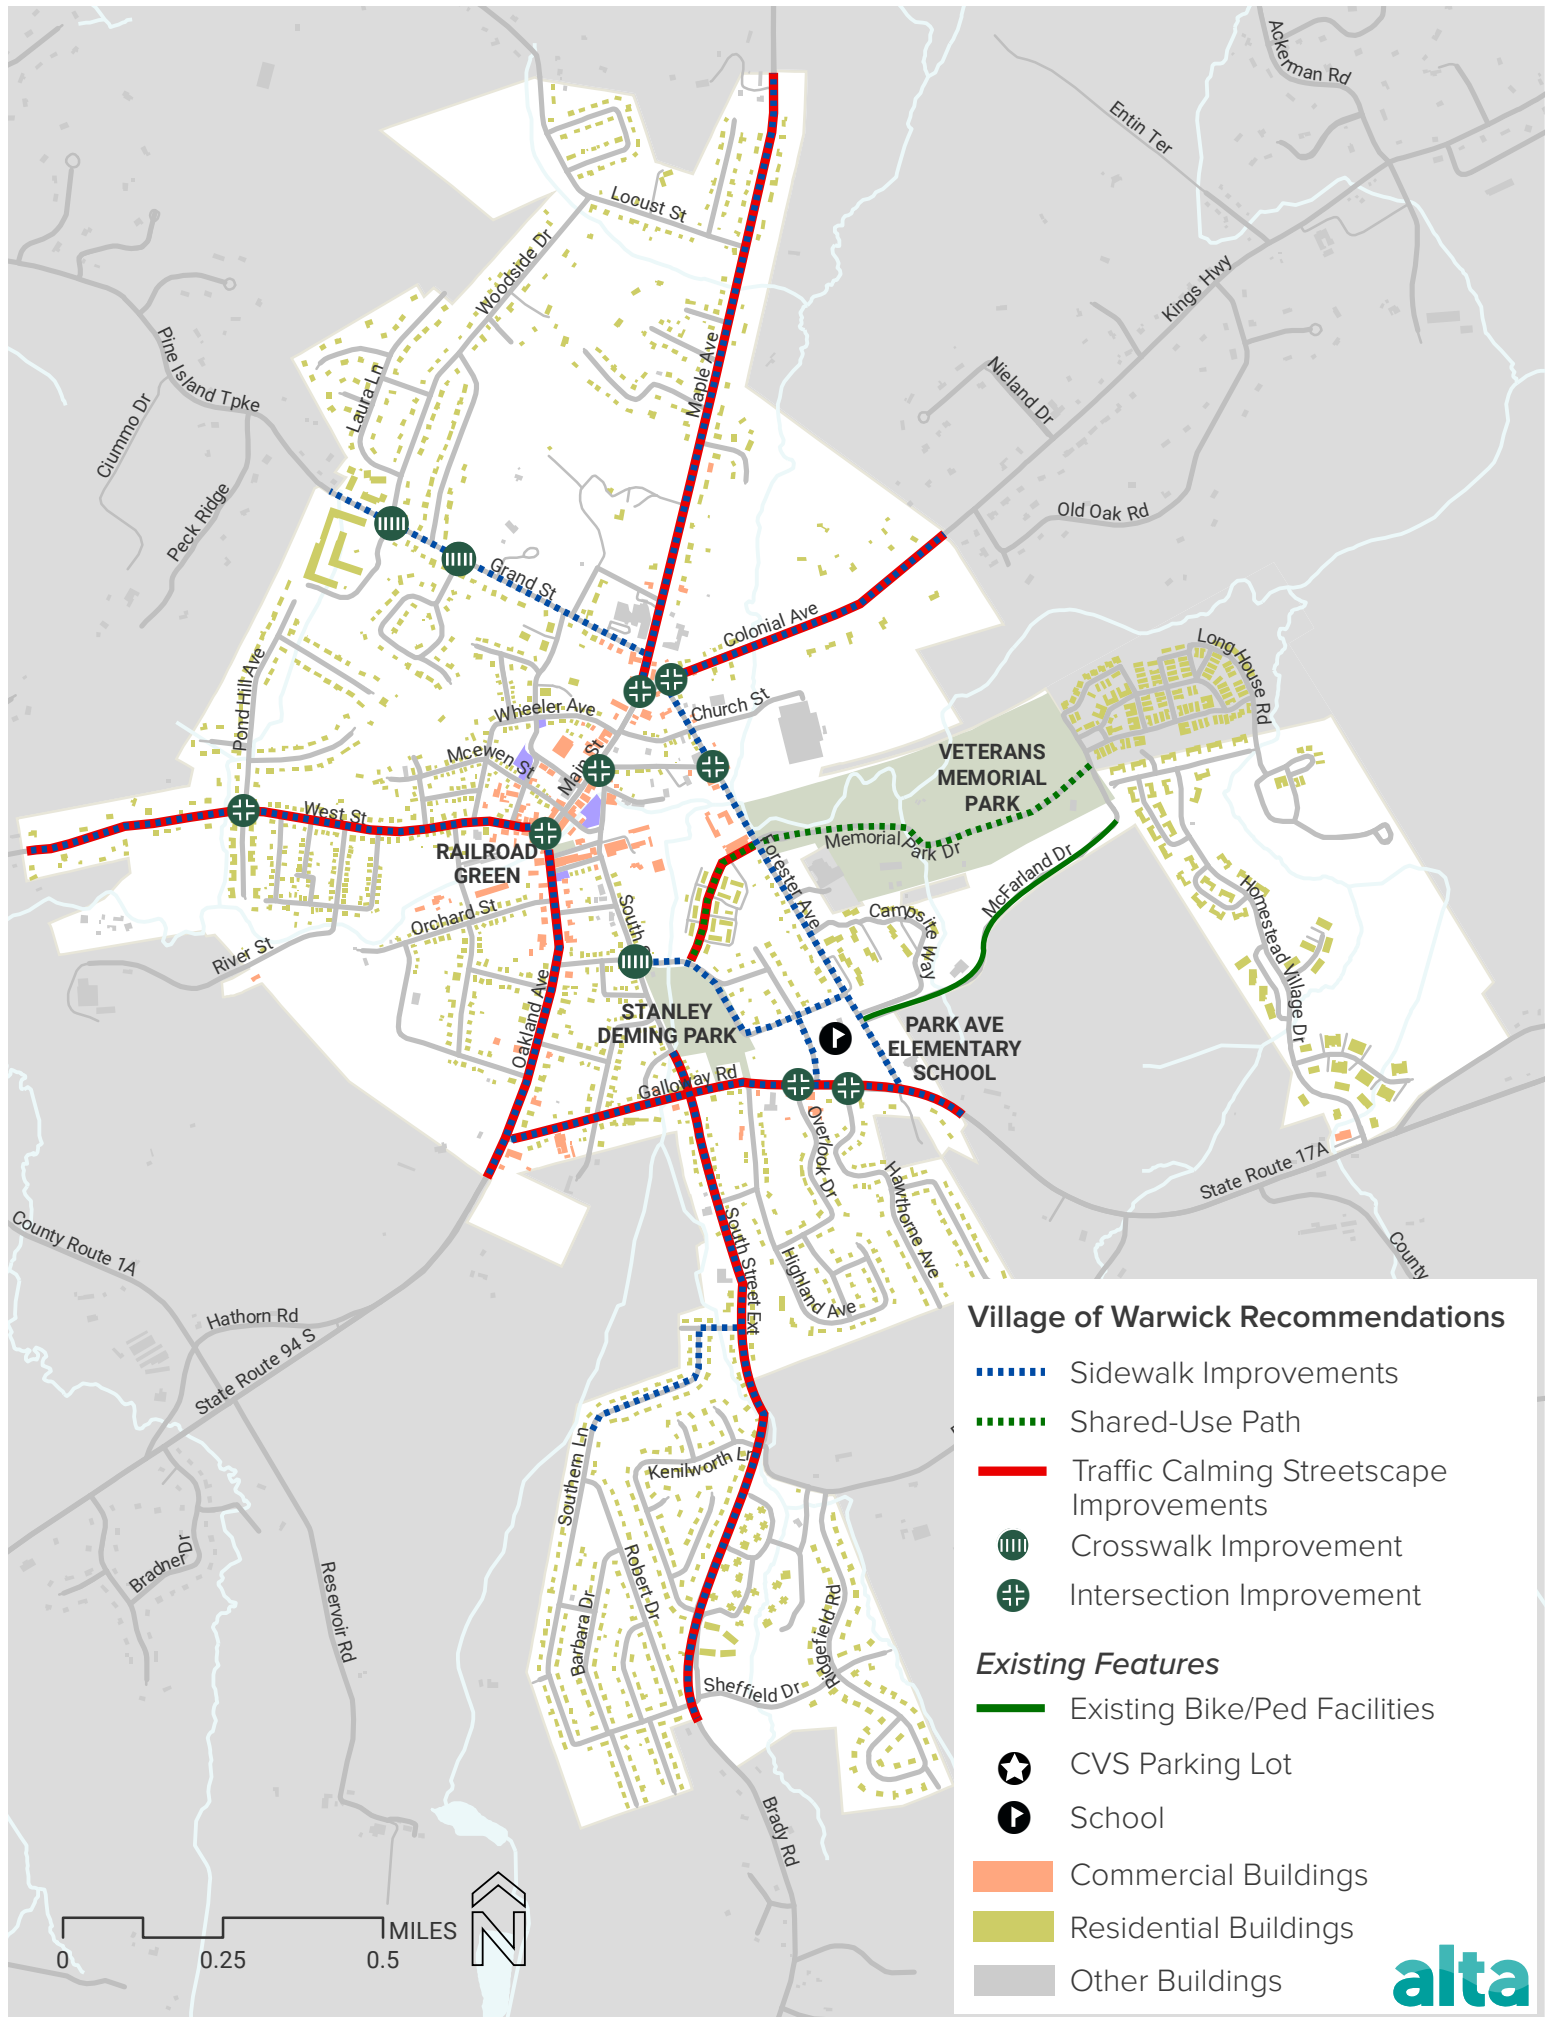 Ackerman Rd
Entin Ter
Locust St
Woodside Dr
Kings Hwy
Pine Island Tpke
Maple Ave
Laura Ln
Nieland Dr
Ciummo Dr
Peck Ridge
Old Oak Rd
Grand St
Colonial Ave
Long House Rd
Pond Hill Ave
Church St
Wheeler Ave
Mcewen St
Main St
VETERANS
MEMORIAL
PARK
West St
Memorial Park Dr
RAILROAD
GREEN
Forester Ave
McFarland Dr
Homestead Village Dr
Orchard St
South
Campsite Way
River St
Oakland Ave
STANLEY
DEMING PARK
PARK AVE
ELEMENTARY
SCHOOL
Galloway Rd
Overlook Dr
Hawthorne Ave
State Route 17A
County Route 1A
South Street Ext
Highland Ave
County
Hathorn Rd
State Route 94 S
Southern Ln
Kenilworth Ln
Bradner Dr
Reservoir Rd
Robert Dr
Barbara Dr
Ridgefield Rd
Sheffield Dr
Brady Rd
Village of Warwick Recommendations
Sidewalk Improvements
Shared-Use Path
Traffic Calming Streetscape
Improvements
Crosswalk Improvement
Intersection Improvement
Existing Features
Existing Bike/Ped Facilities
CVS Parking Lot
School
Commercial Buildings
Residential Buildings
Other Buildings
MILES
0
0.25
0.5
N
alta